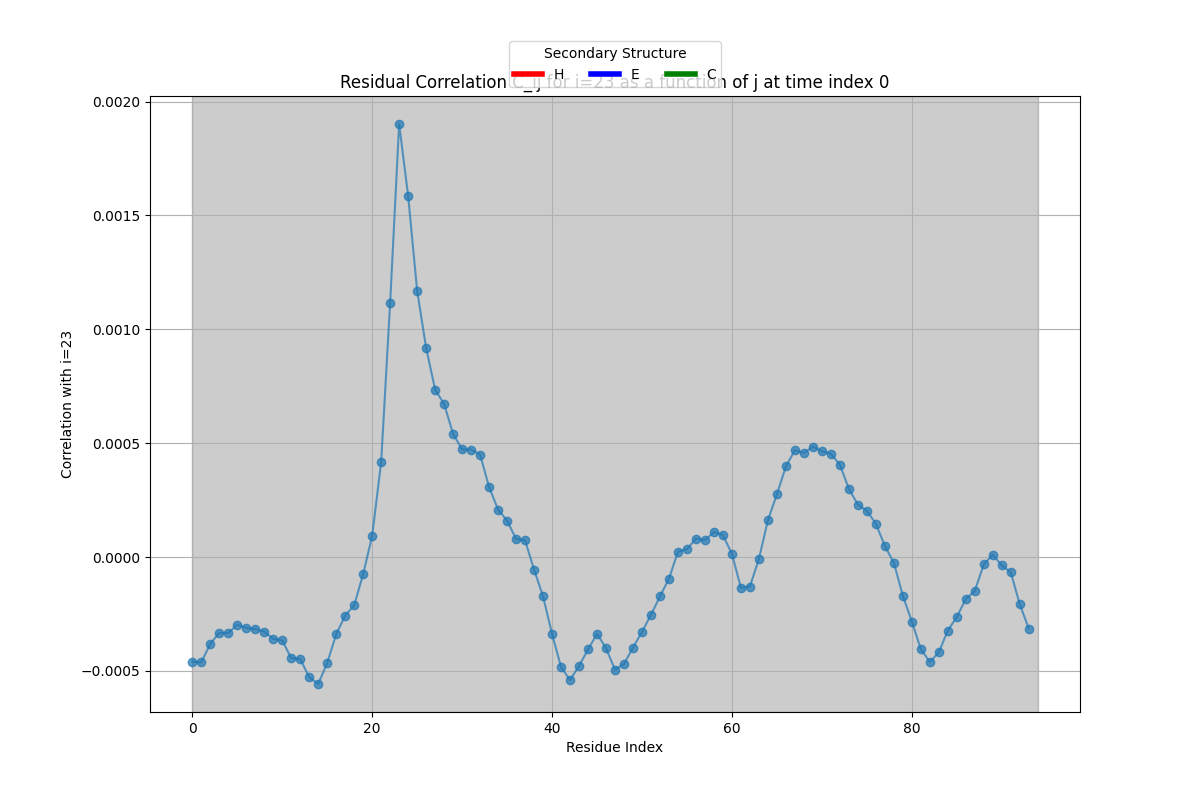 Secondary Structure
H E C
Residual Correlation C_ij for i=23 as a function of j at time index 0
0.0020
0.0015
0.0010
0.0005
0.0000
−0.0005
Correlation with i=23
0 20 40 60 80
Residue Index